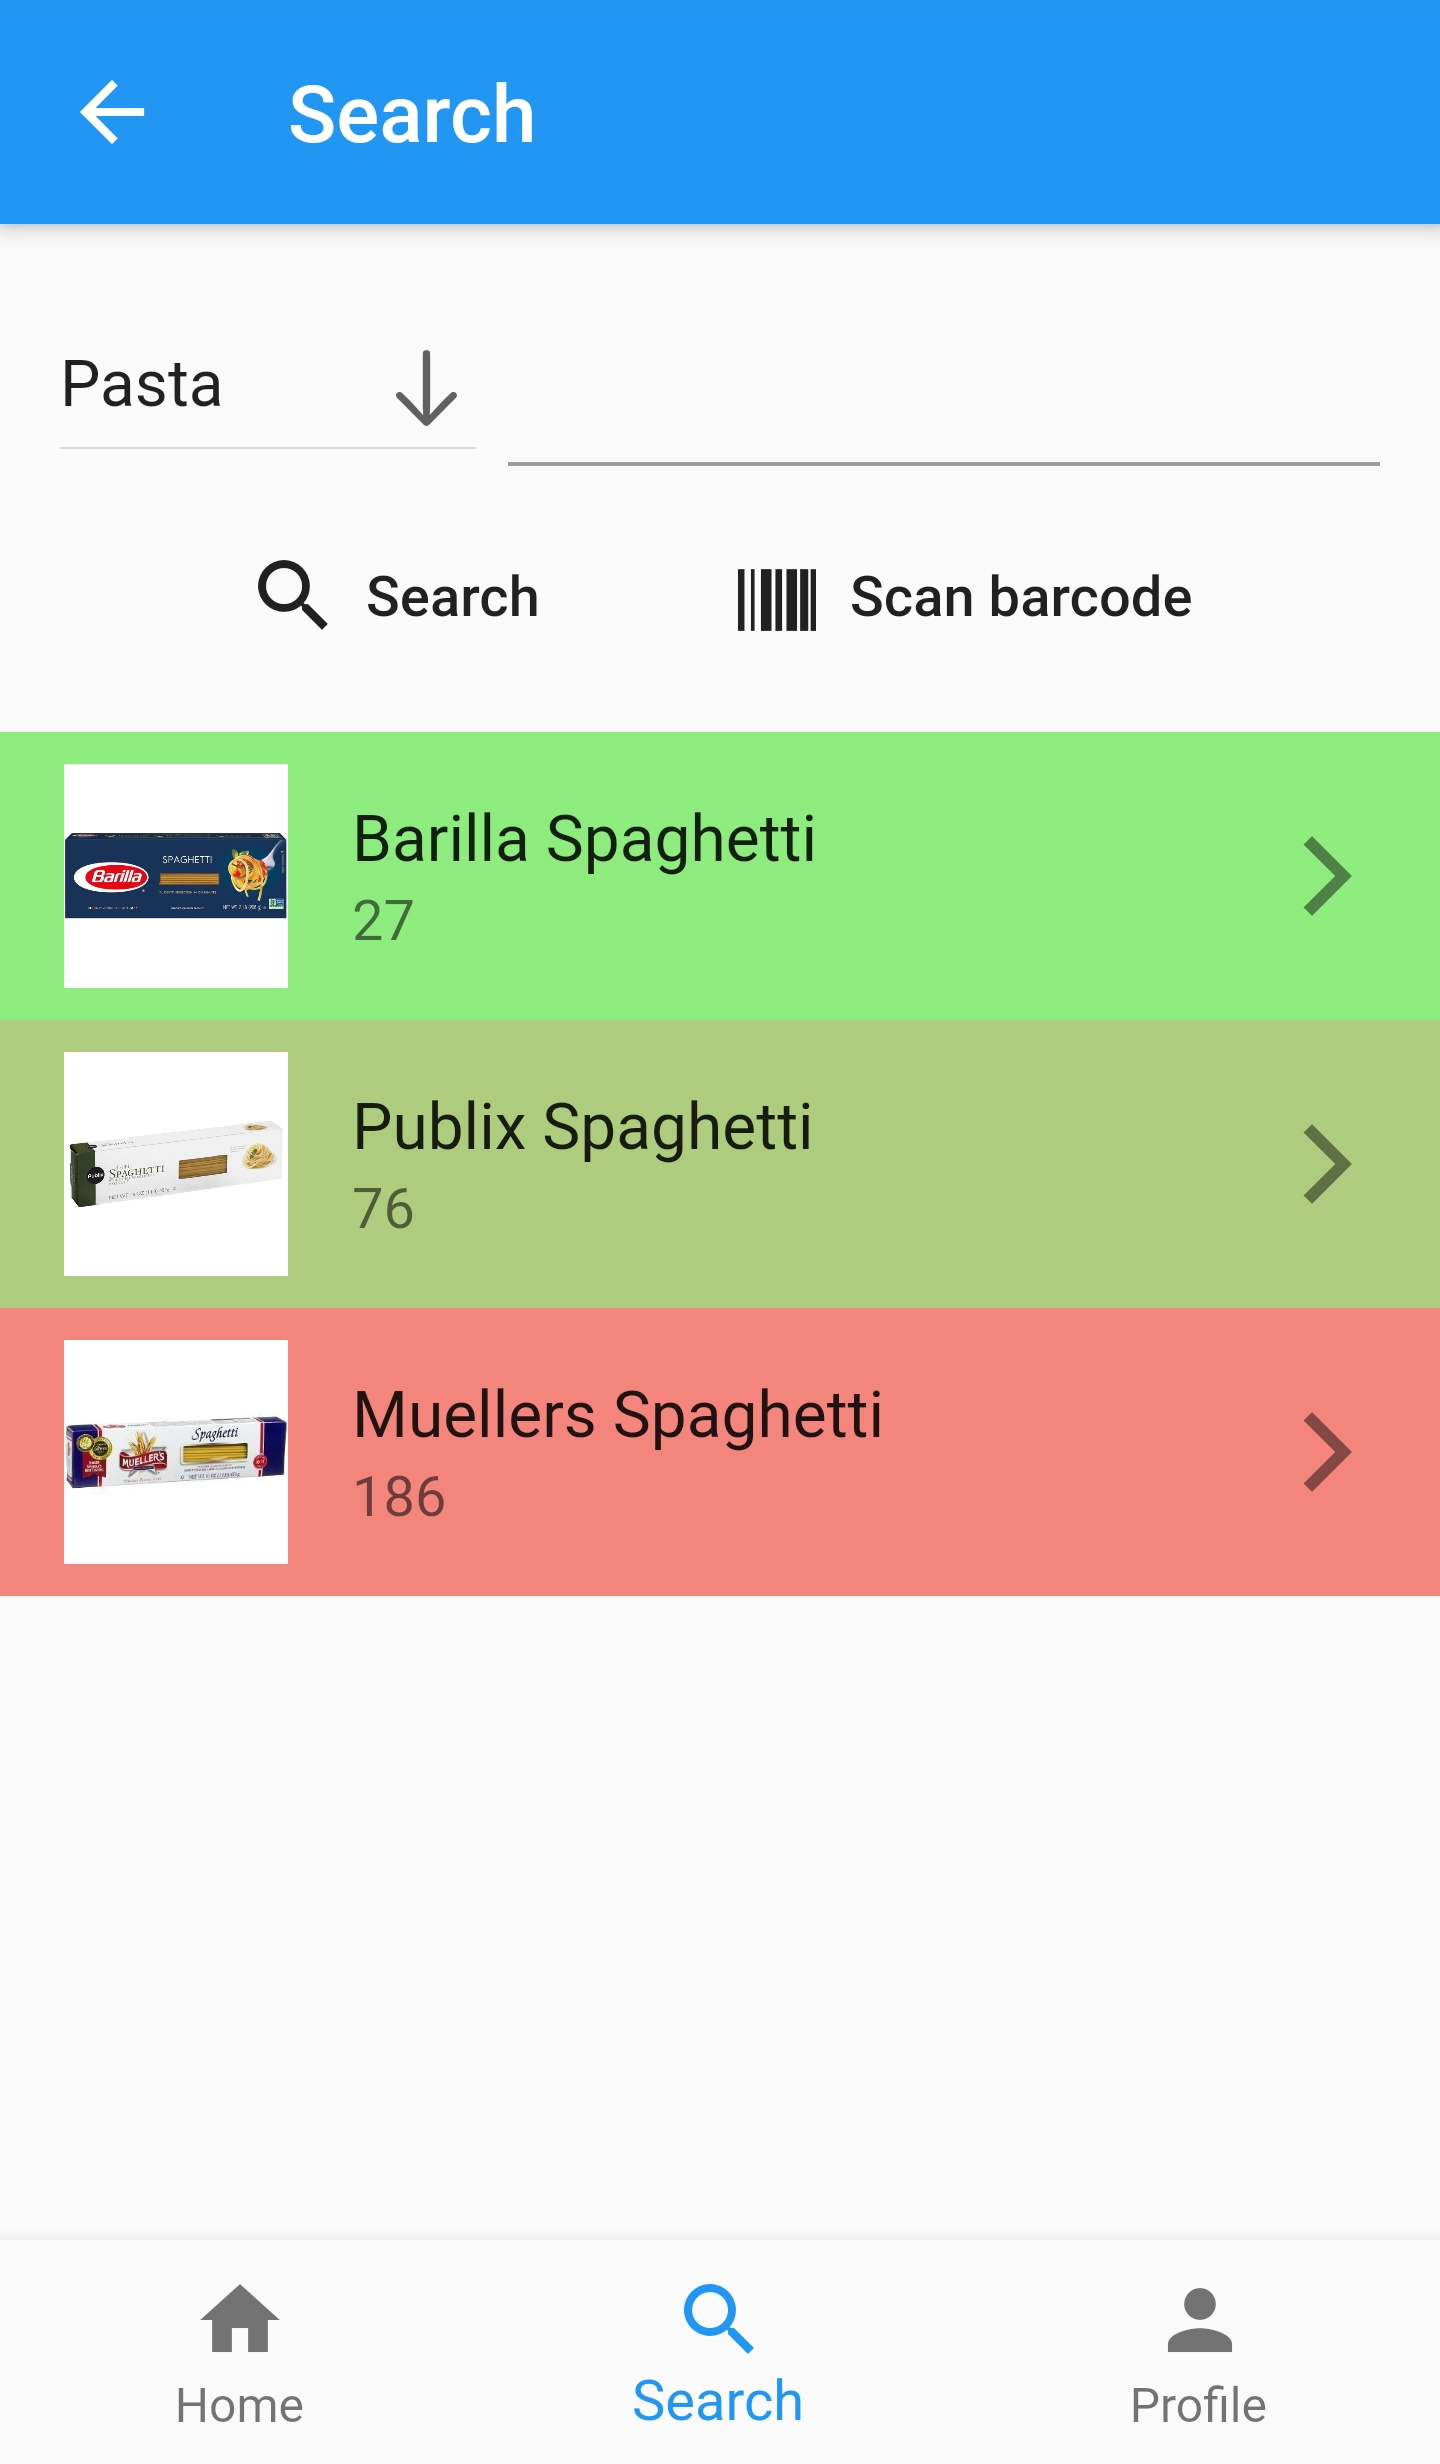 Search
Pasta
Search
Scan barcode
Barilla
SPAGHETTI
Barilla Spaghetti
27
Publix
SPAGHETTI
Publix Spaghetti
76
Spaghetti
MUELLER'S
Muellers Spaghetti
186
Home
Search
Profile